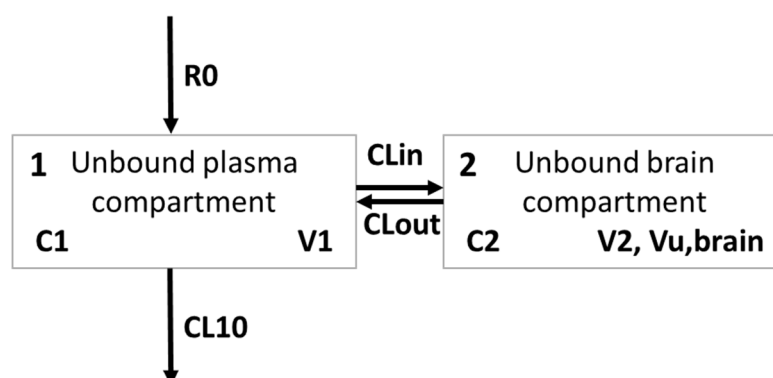 R0
1 Unbound plasma
compartment
C1 V1
CLin
CLout
2 Unbound brain
compartment
C2 V2, Vu,brain
CL10